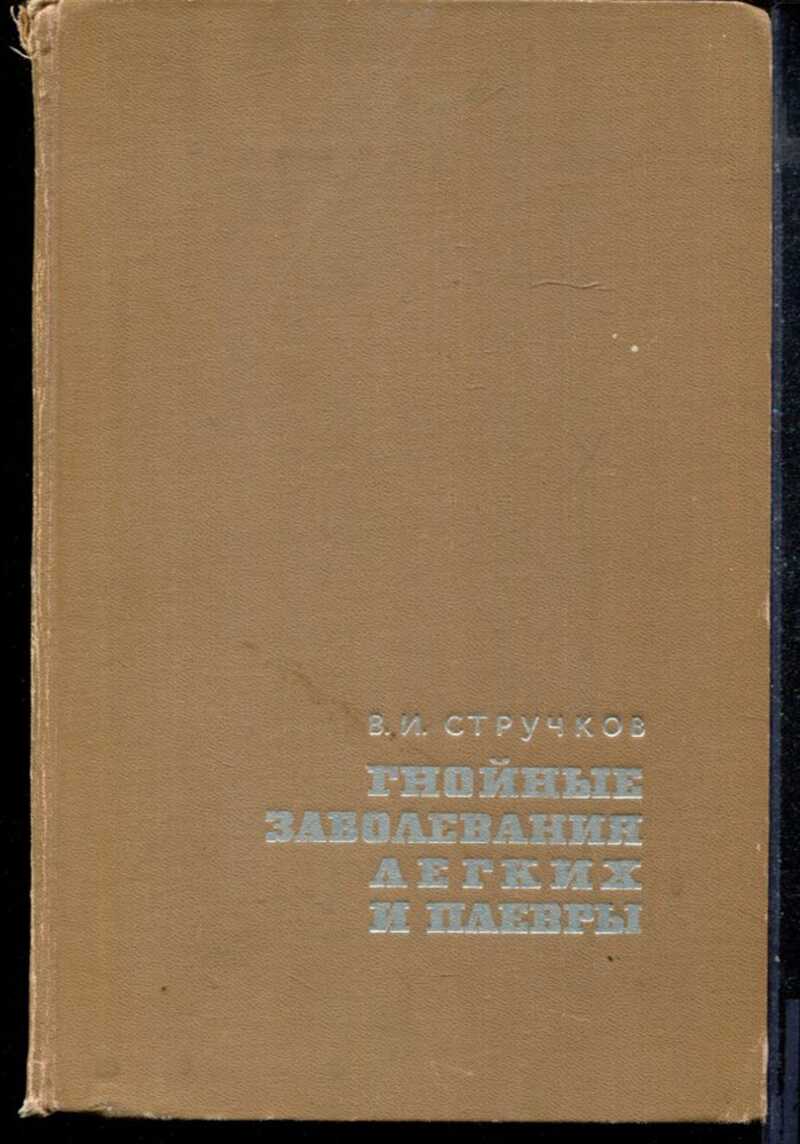 В. И. СТРУЧКОВ
ГНОЙНЫЕ
ЗАБОЛЕВАНИЯ
ЛЕГКИХ
И ПЛЕВРЫ